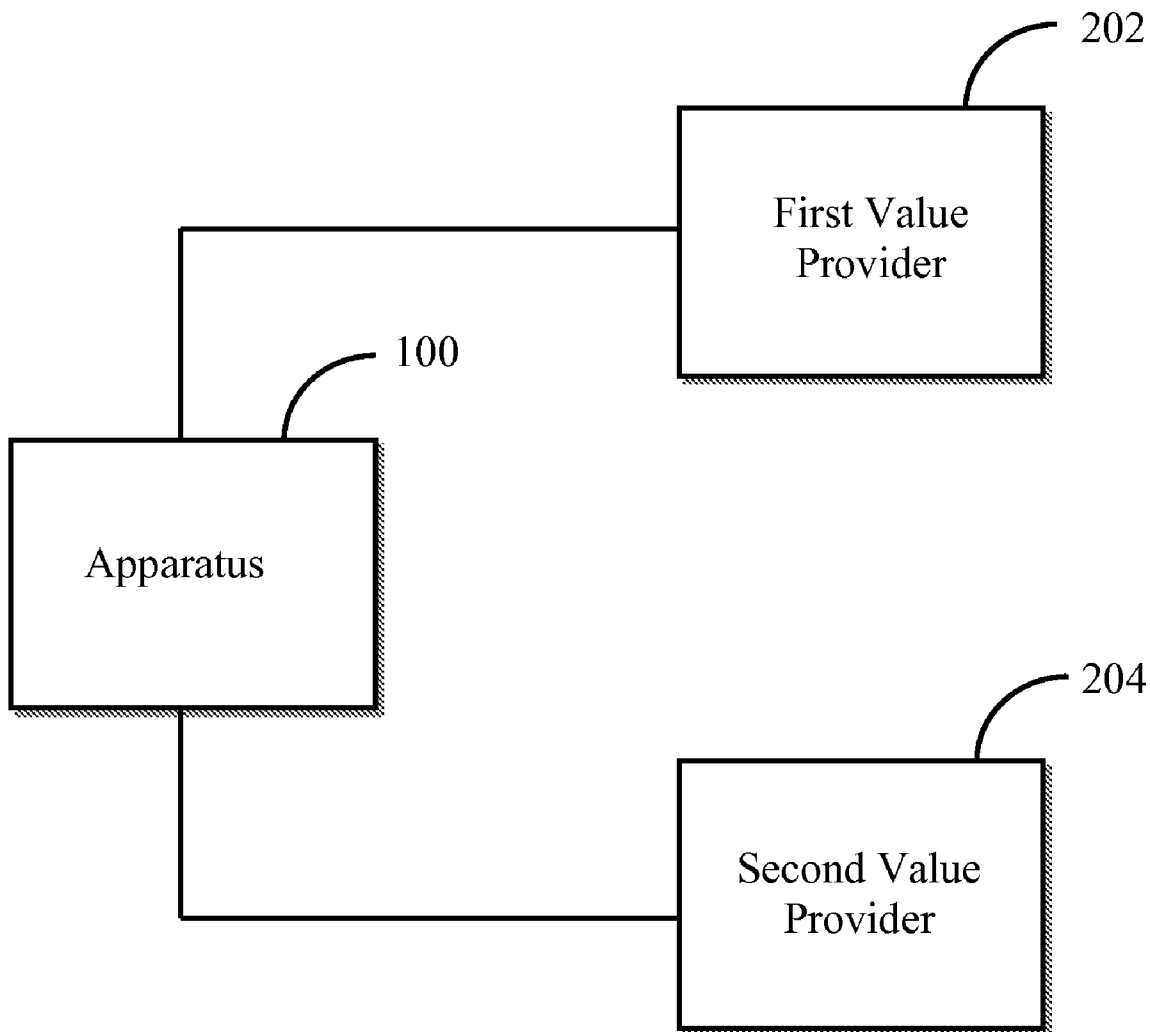 202
First Value
Provider
100
Apparatus
204
Second Value
Provider